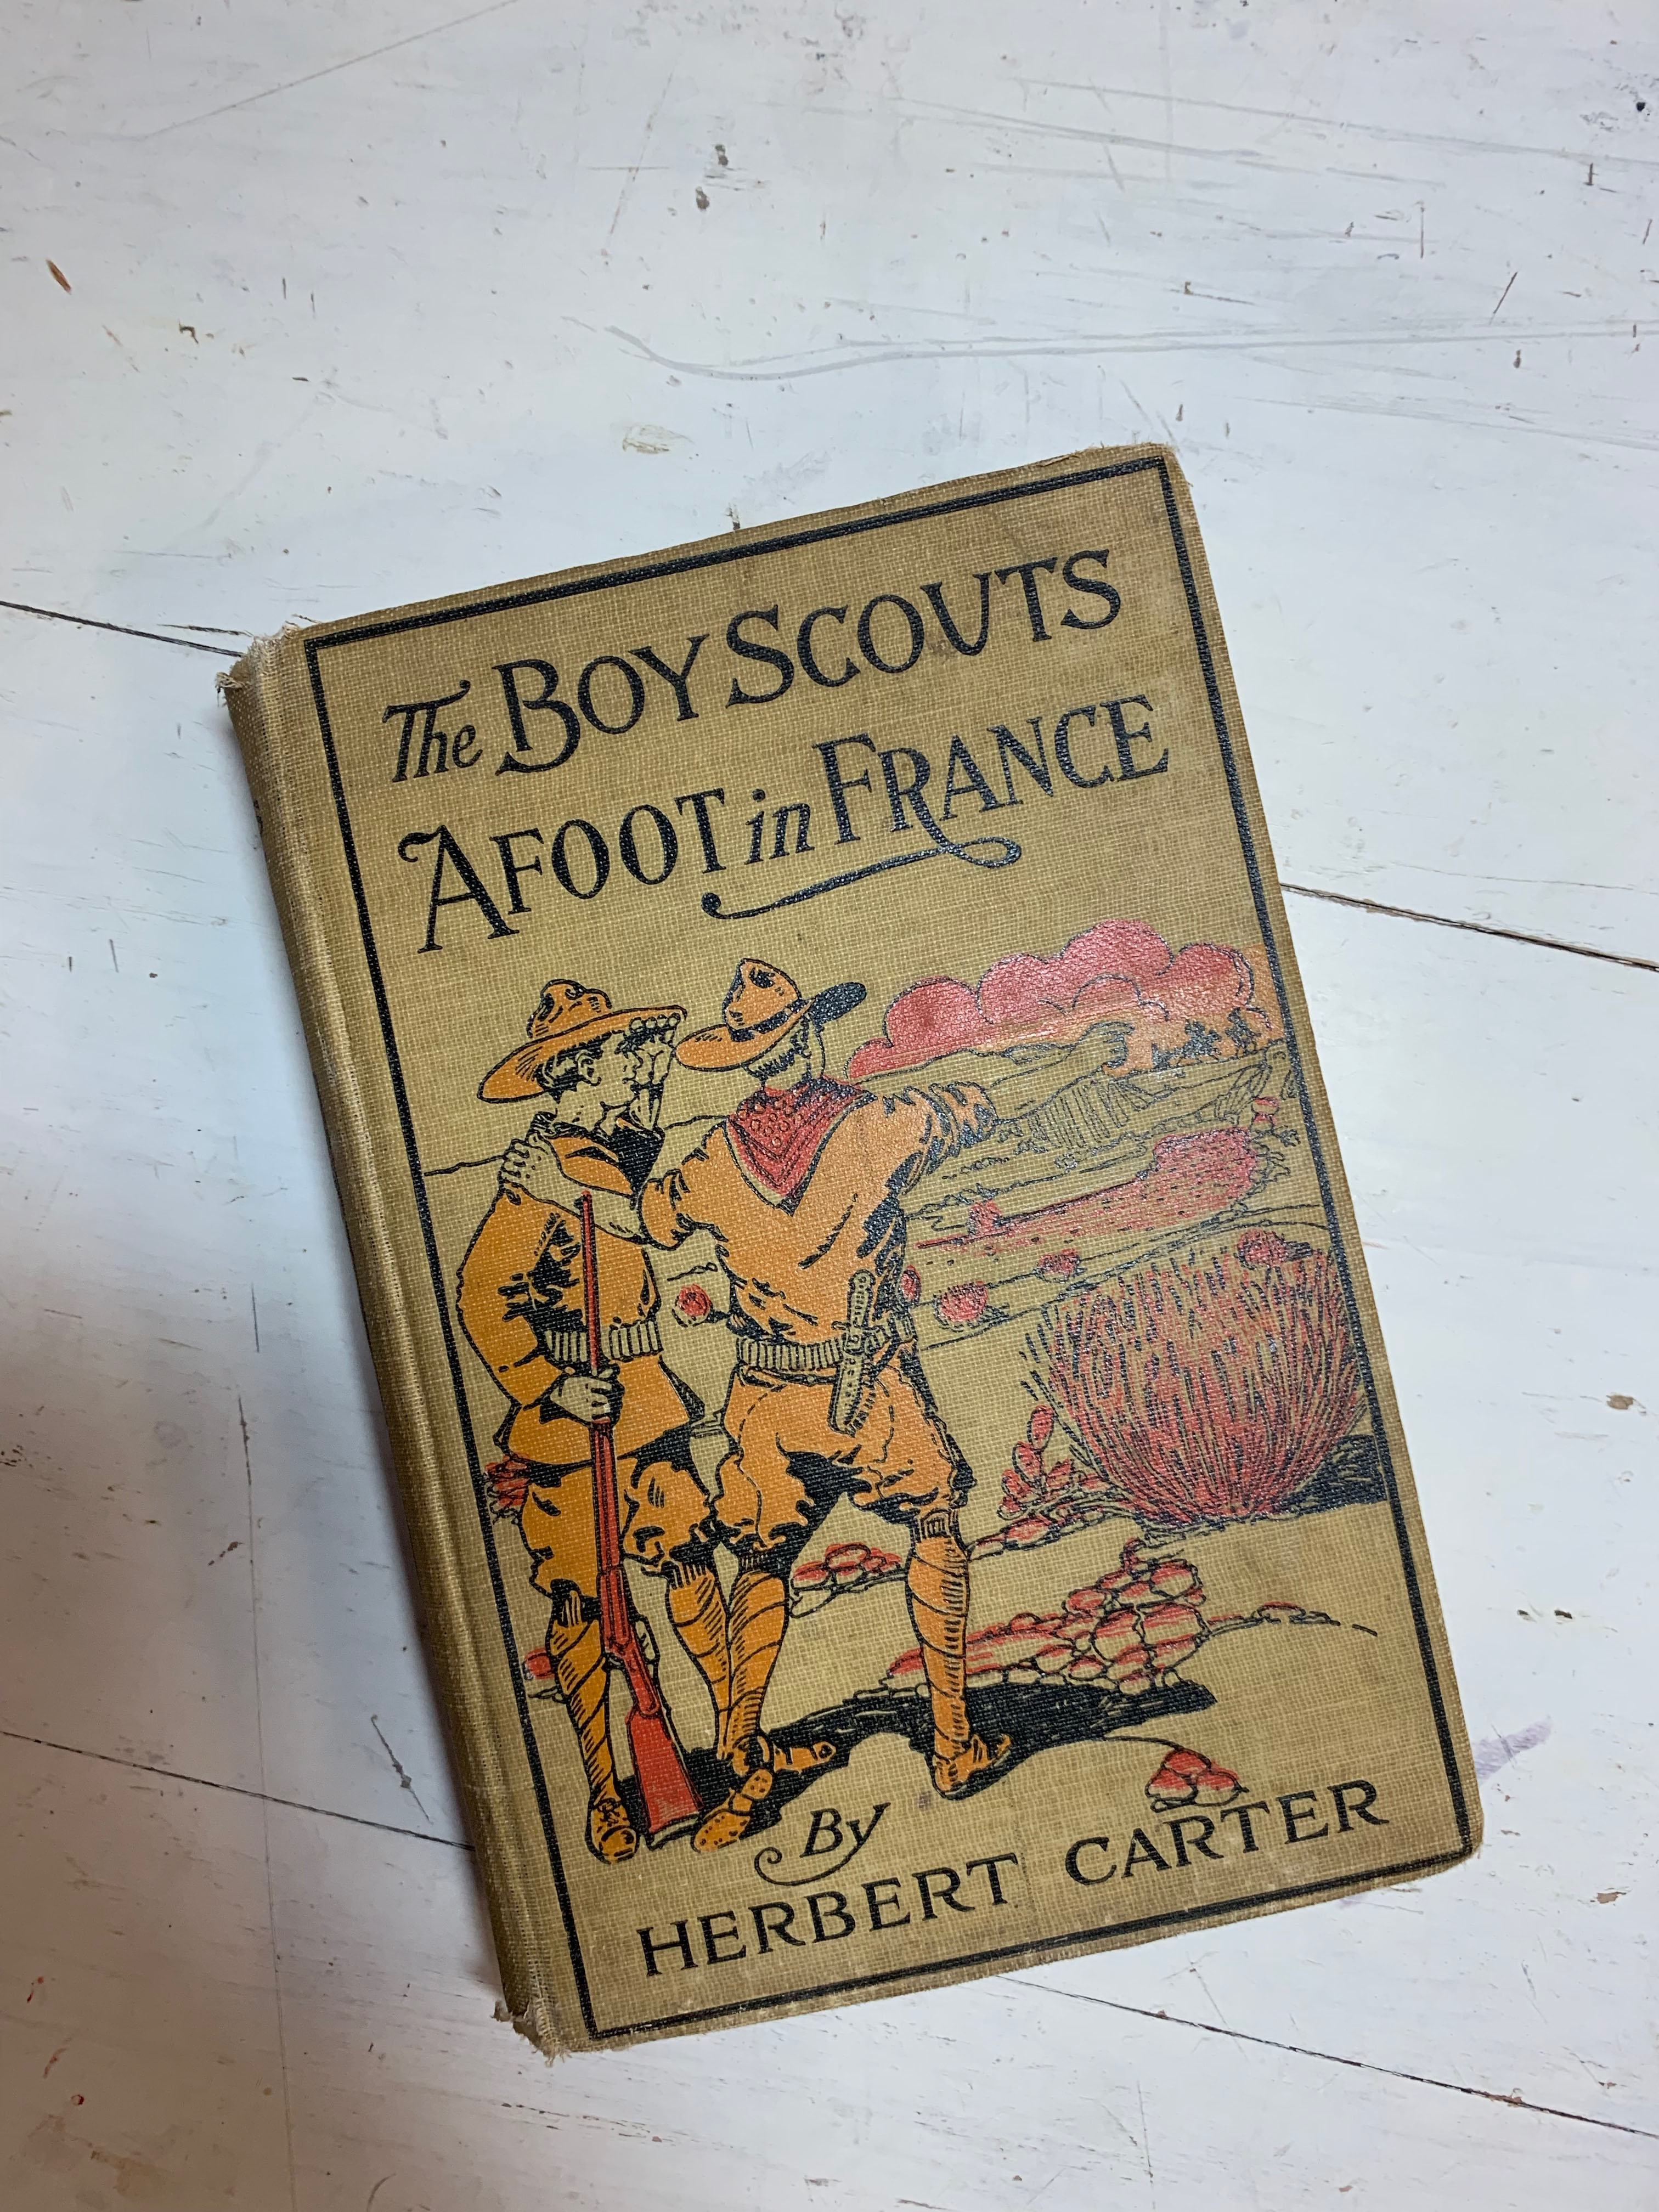 The BOY SCOUTS
AFOOT in FRANCE
By
HERBERT CARTER